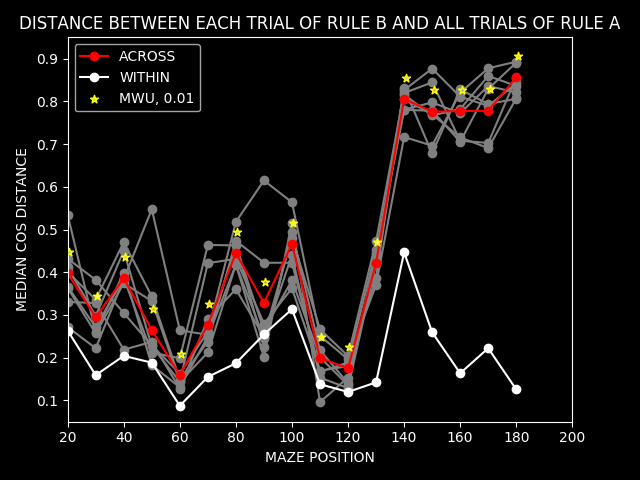 DISTANCE BETWEEN EACH TRIAL OF RULE B AND ALL TRIALS OF RULE A
ACROSS
WITHIN
MWU, 0.01
MEDIAN COS DISTANCE
0.9
0.8
0.7
0.6
0.5
0.4
0.3
0.2
0.1
20 40 60 80 100 120 140 160 180 200
MAZE POSITION